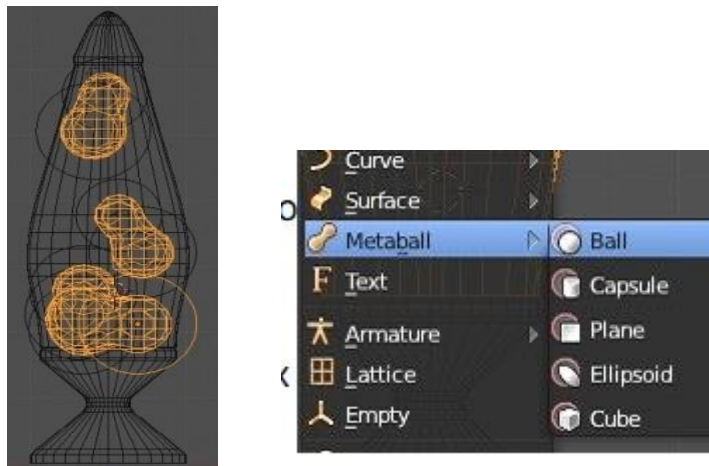 Curve
Surface
Metaball
Ball
Text
Capsule
Plane
Armature
Lattice
Ellipsoid
Empty
Cube